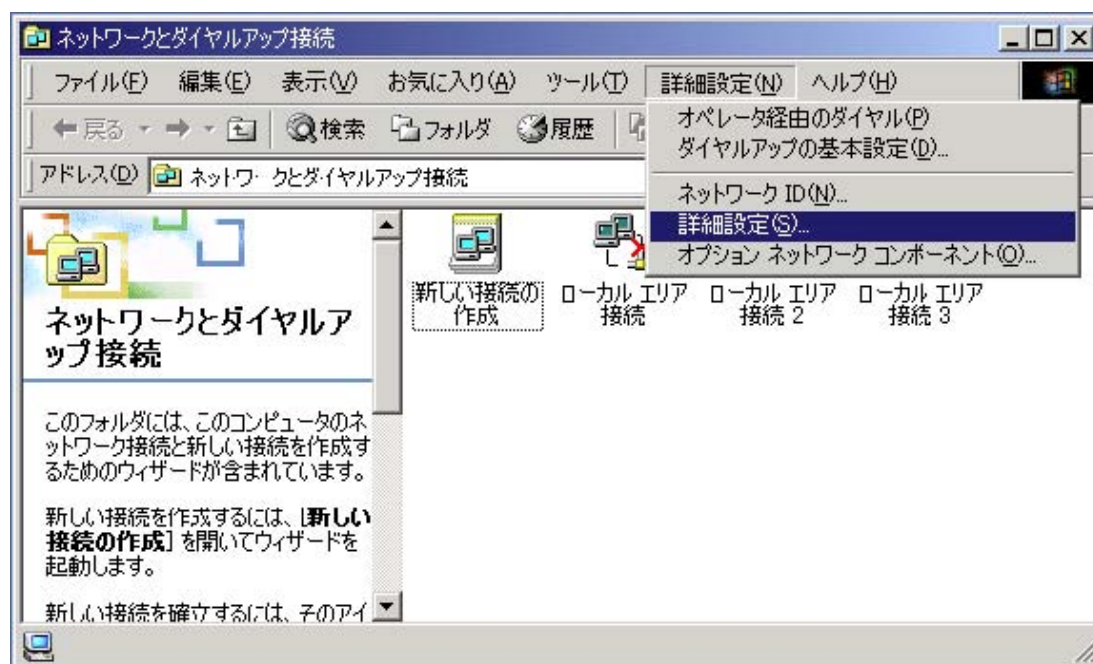 ネットワークとダイヤルアップ接続
ファイル(F) 編集(E) 表示(V) お気に入り(A) ツール(T) 詳細設定(N) ヘルプ(H)
戻る 検索 フォルダ 履歴
オペレータ経由のダイヤル(P)
ダイヤルアップの基本設定(D)...
ネットワーク ID(N)...
詳細設定(S)...
オプション ネットワーク コンポーネント(O)...
アドレス(D) ネットワークとダイヤルアップ接続
ネットワークとダイヤルア
ップ接続
このフォルダには、このコンピュータのネ
ットワーク接続と新しい接続を作成す
るためのウィザードが含まれています。
新しい接続を作成するには、[新しい
接続の作成] を開いてウィザードを
起動します。
新しい接続を確立するには、そのアイ
新しい接続の
作成
ローカル エリア
接続
ローカル エリア
接続 2
ローカル エリア
接続 3